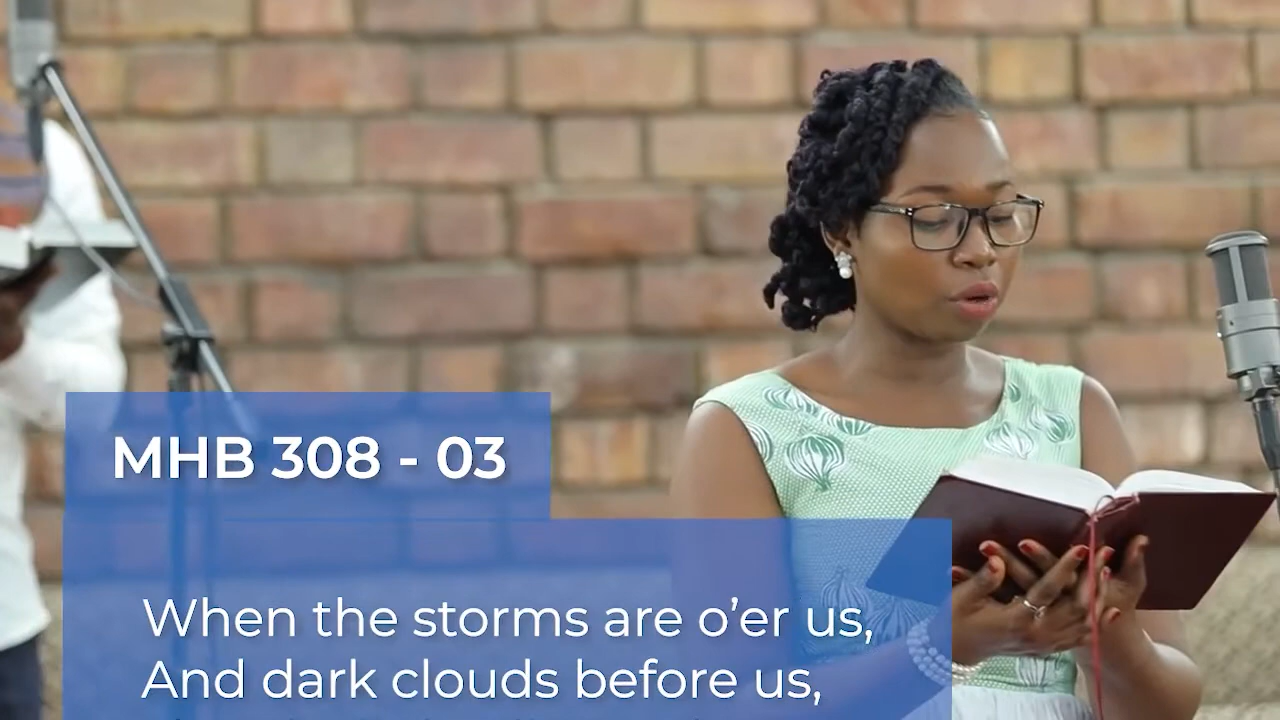 MHB 308 - 03
When the storms are o’er us,
And dark clouds before us,